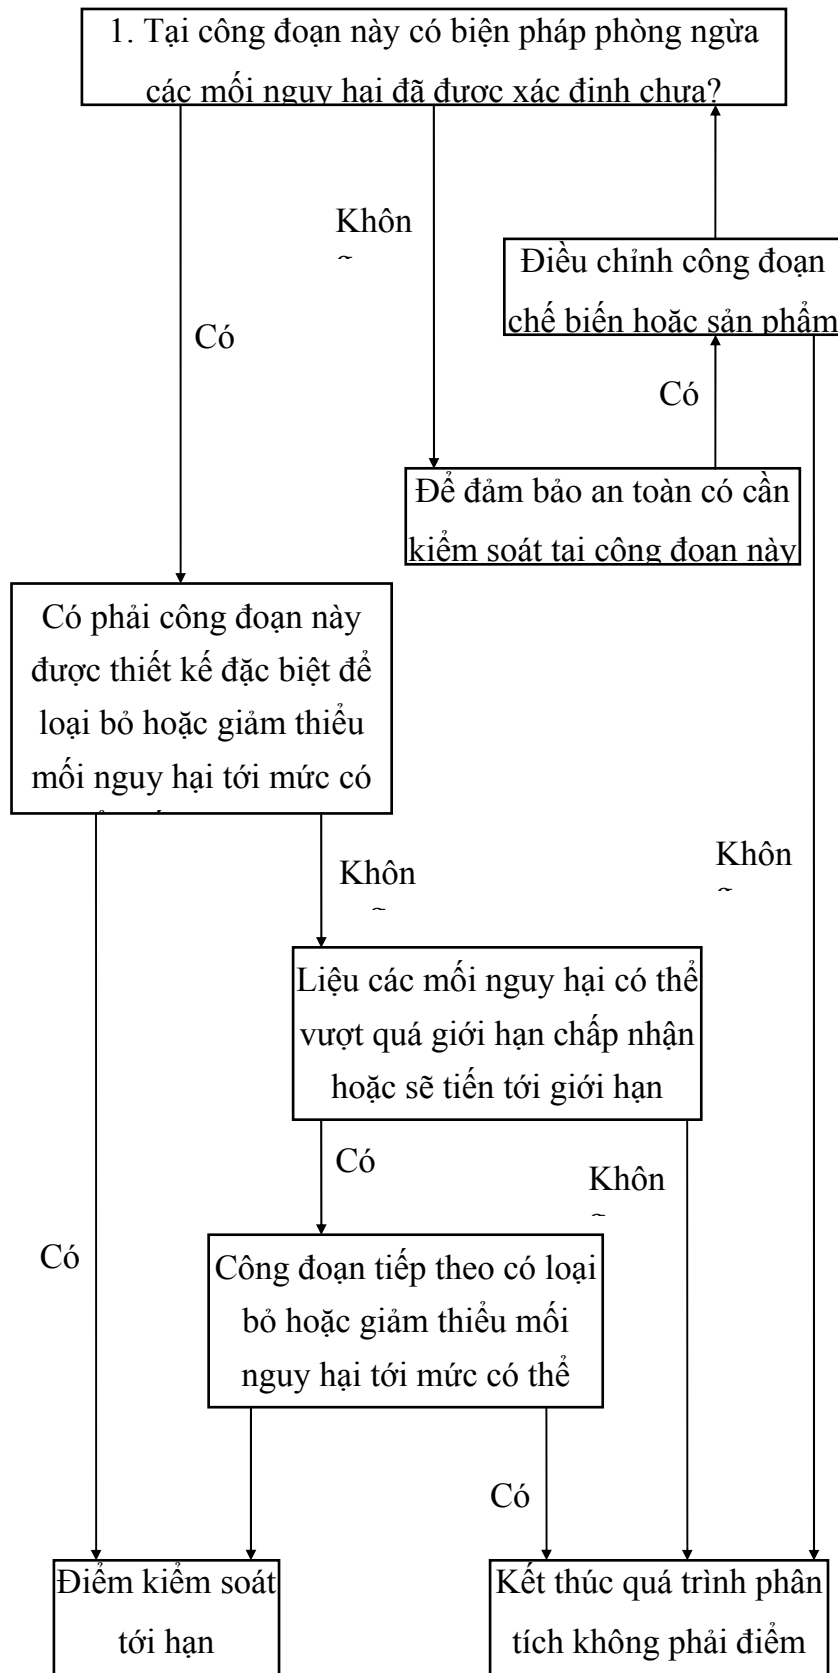 1. Tại công đoạn này có biện pháp phòng ngừa
các mối nguy hại đã được xác định chưa?
Khôn
Điều chỉnh công đoạn
chế biến hoặc sản phẩm
Có
Có
Để đảm bảo an toàn có cần
kiểm soát tại công đoạn này
Có phải công đoạn này
được thiết kế đặc biệt để
loại bỏ hoặc giảm thiểu
mối nguy hại tới mức có
Khôn
Khôn
Liệu các mối nguy hại có thể
vượt quá giới hạn chấp nhận
hoặc sẽ tiến tới giới hạn
Có
Khôn
Có
Công đoạn tiếp theo có loại
bỏ hoặc giảm thiểu mối
nguy hại tới mức có thể
Có
Điểm kiểm soát
tới hạn
Kết thúc quá trình phân
tích không phải điểm